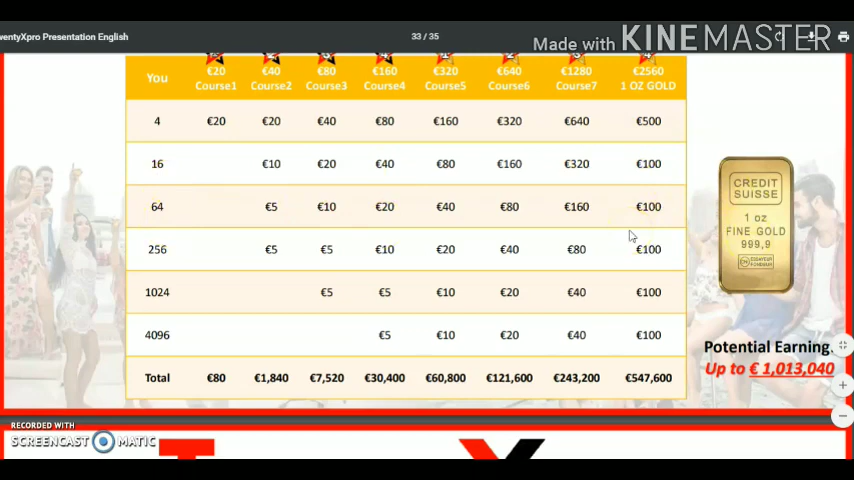 wentyXpro Presentation English
33 / 35
Made with KINEMASTER
You €20 Course1 €40 Course2 €80 Course3 €160 Course4 €320 Course5 €640 Course6 €1280 Course7 €2560 1 OZ GOLD
4 €20 €20 €40 €80 €160 €320 €640 €500
16 €10 €20 €40 €80 €160 €320 €100
64 €5 €10 €20 €40 €80 €160 €100
256 €5 €5 €10 €20 €40 €80 €100
1024 €5 €5 €10 €20 €40 €100
4096 €5 €10 €20 €40 €100
Total €80 €1,840 €7,520 €30,400 €60,800 €121,600 €243,200 €547,600
CREDIT
SUISSE
1 oz
FINE GOLD
999,9
ESSAYEUR
FONDEUR
Potential Earning
Up to € 1,013,040
RECORDED WITH
SCREENCAST MATIC